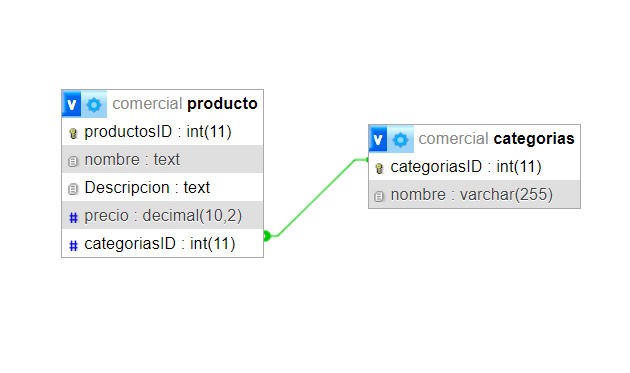 v comercial producto
productosID : int(11)
nombre : text
Descripcion : text
# precio : decimal(10,2)
# categoriasID : int(11)
v comercial categorias
categoriasID : int(11)
nombre : varchar(255)